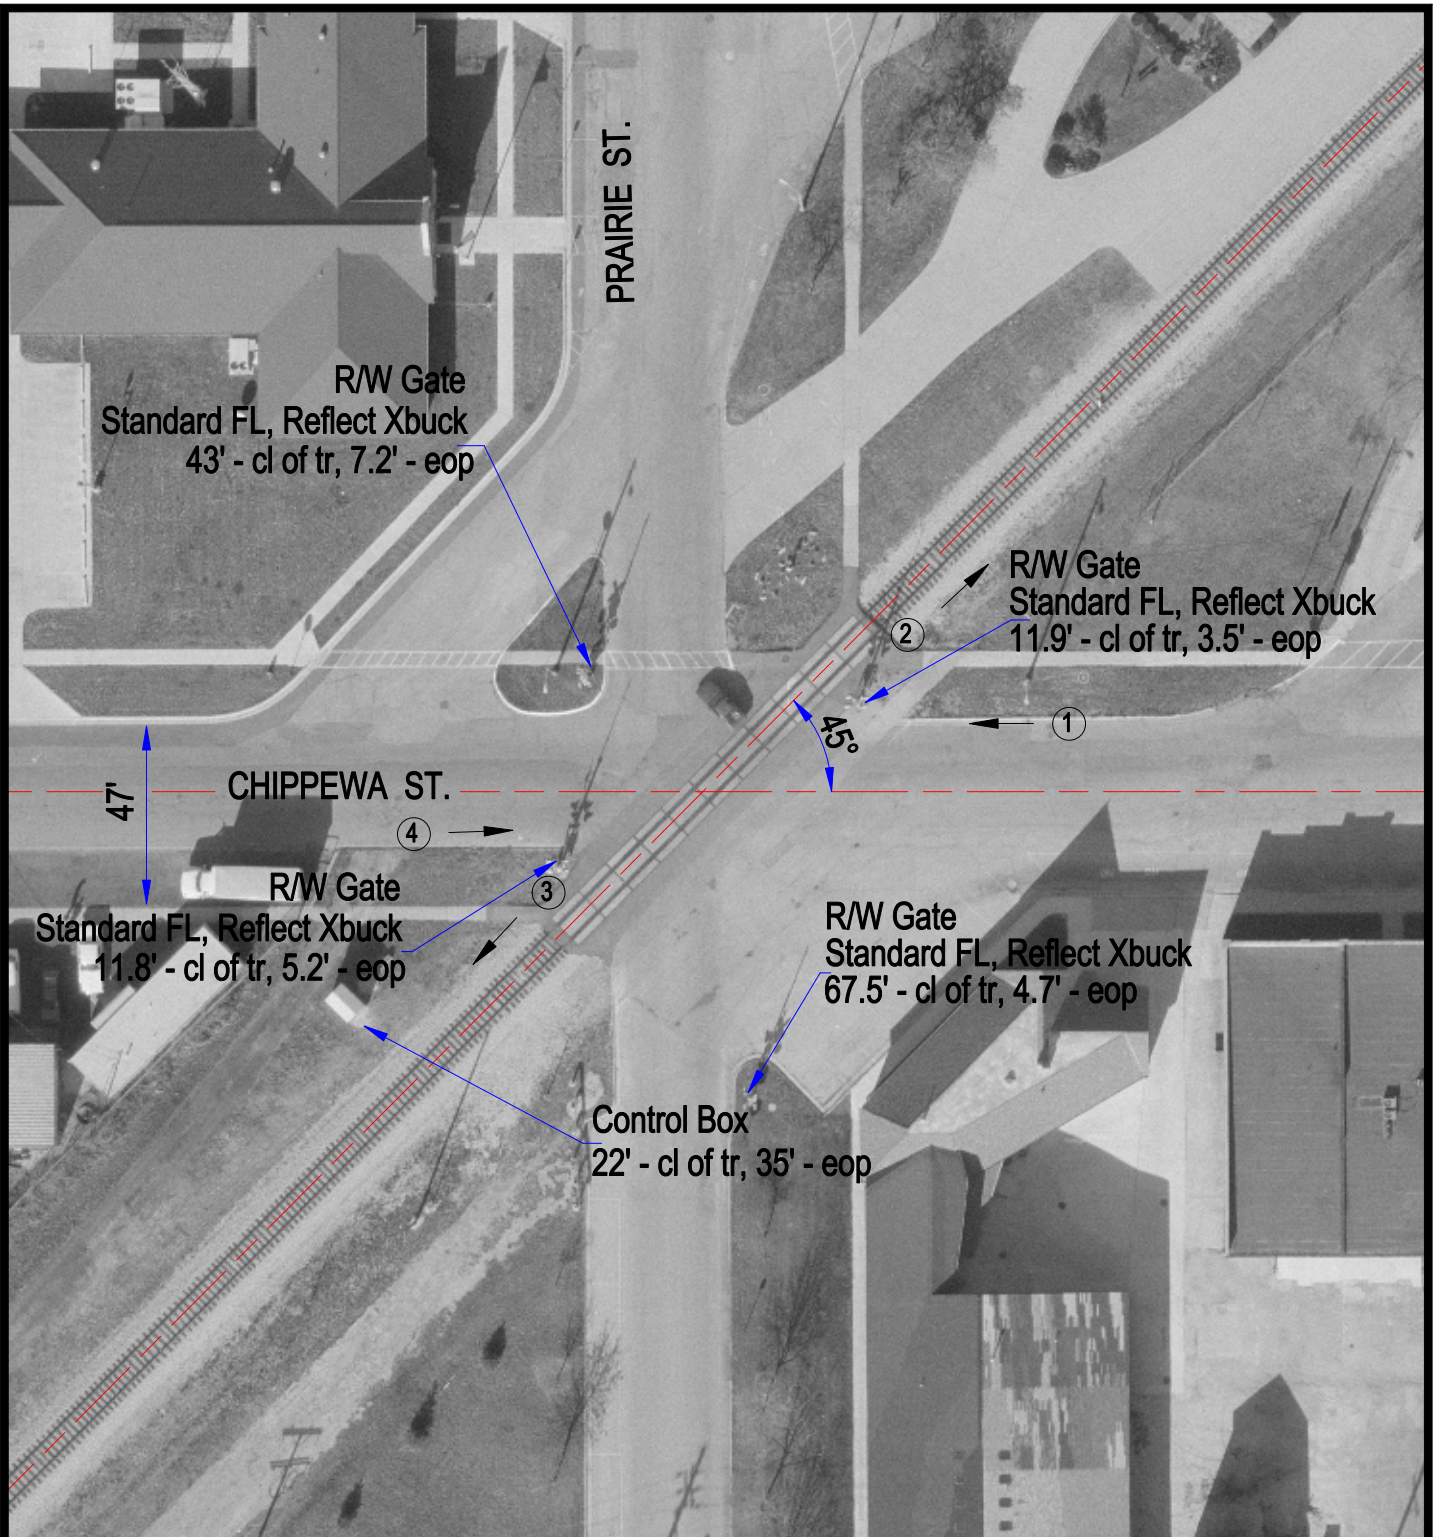 PRAIRIE ST.
R/W Gate
Standard FL, Reflect Xbuck
43' - cl of tr, 7.2' - eop
R/W Gate
Standard FL, Reflect Xbuck
11.9' - cl of tr, 3.5' - eop
2
1
45°
47'
CHIPPEWA ST.
4
3
R/W Gate
Standard FL, Reflect Xbuck
11.8' - cl of tr, 5.2' - eop
R/W Gate
Standard FL, Reflect Xbuck
67.5' - cl of tr, 4.7' - eop
Control Box
22' - cl of tr, 35' - eop